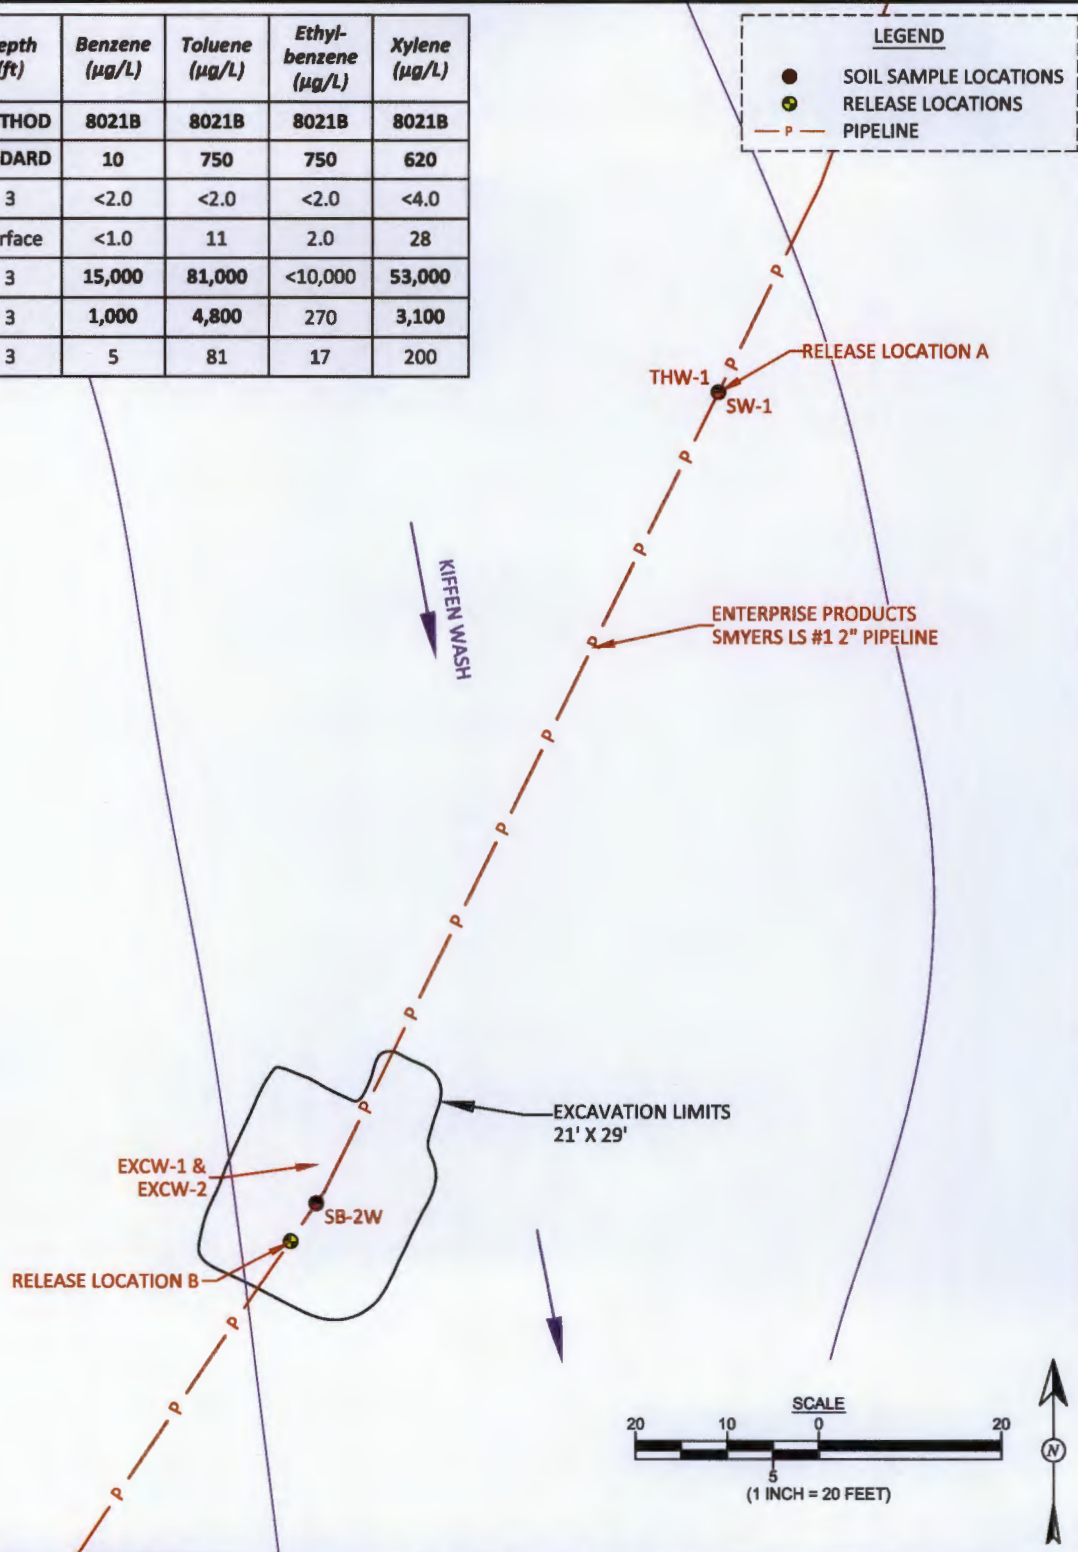 epth Benzene Toluene Ethyl- Xylene
(ft) (µg/L) (µg/L) benzene (µg/L)
(µg/L)
THOD 8021B 8021B 8021B 8021B
DARD 10 750 750 620
3 <2.0 <2.0 <2.0 <4.0
rface <1.0 11 2.0 28
3 15,000 81,000 <10,000 53,000
3 1,000 4,800 270 3,100
3 5 81 17 200
LEGEND
SOIL SAMPLE LOCATIONS
RELEASE LOCATIONS
P PIPELINE
P
P
RELEASE LOCATION A
THW-1
SW-1
P
P
KIFFEN WASH
ENTERPRISE PRODUCTS
SMYERS LS #1 2" PIPELINE
P
P
P
P
P
P
EXCAVATION LIMITS
21' X 29'
EXCW-1 &
EXCW-2
SB-2W
RELEASE LOCATION B
P
P
P
SCALE
20 10 0 20
5
(1 INCH = 20 FEET)
N